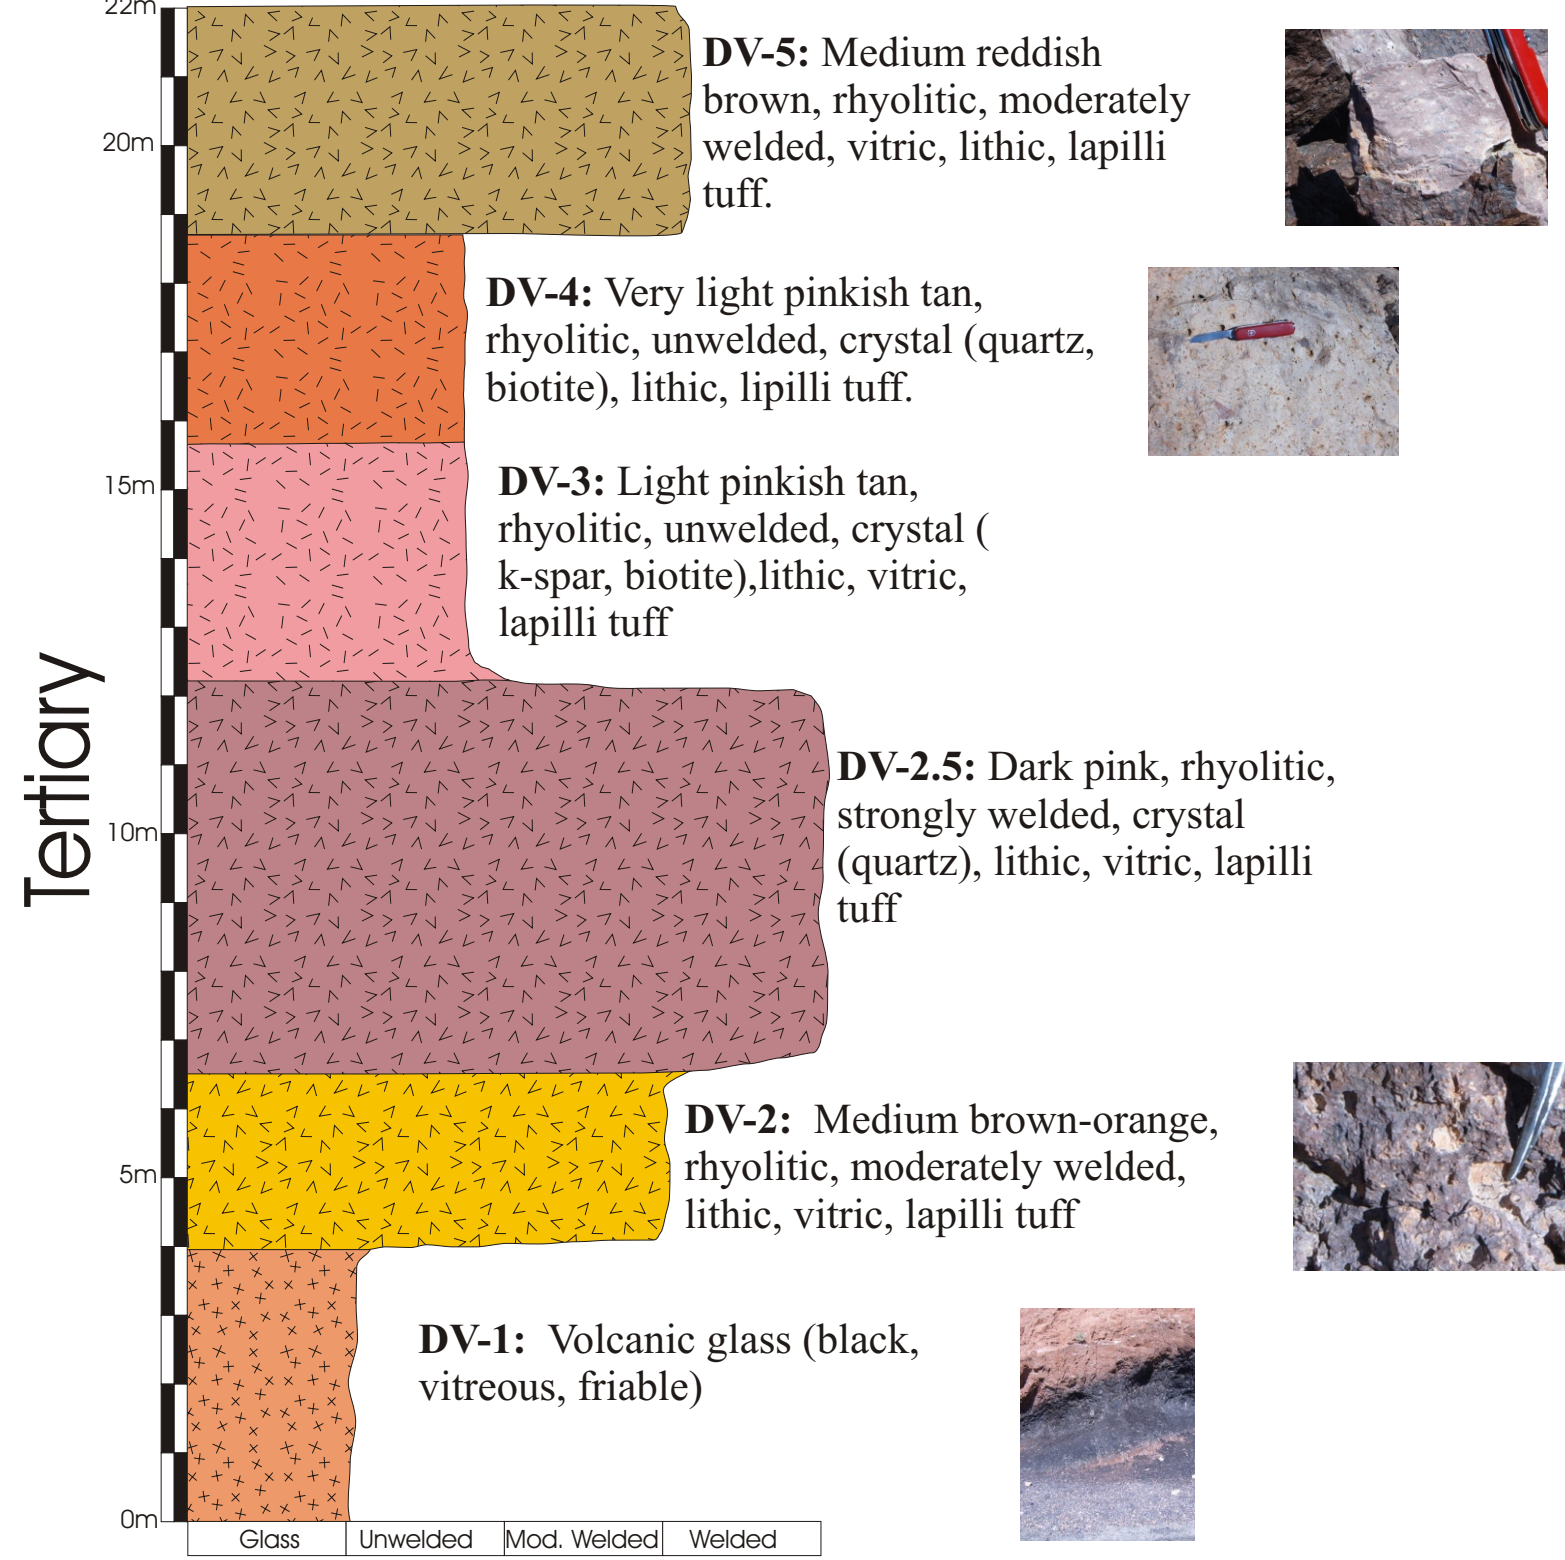 22m
DV-5: Medium reddish
brown, rhyolitic, moderately
welded, vitric, lithic, lapilli
tuff.
20m
DV-4: Very light pinkish tan,
rhyolitic, unwelded, crystal (quartz,
biotite), lithic, lipilli tuff.
15m
DV-3: Light pinkish tan,
rhyolitic, unwelded, crystal (
k-spar, biotite),lithic, vitric,
lapilli tuff
Tertiary
DV-2.5: Dark pink, rhyolitic,
strongly welded, crystal
(quartz), lithic, vitric, lapilli
tuff
10m
DV-2:  Medium brown-orange,
rhyolitic, moderately welded,
lithic, vitric, lapilli tuff
5m
DV-1:  Volcanic glass (black,
vitreous, friable)
0m
Glass Unwelded Mod. Welded Welded